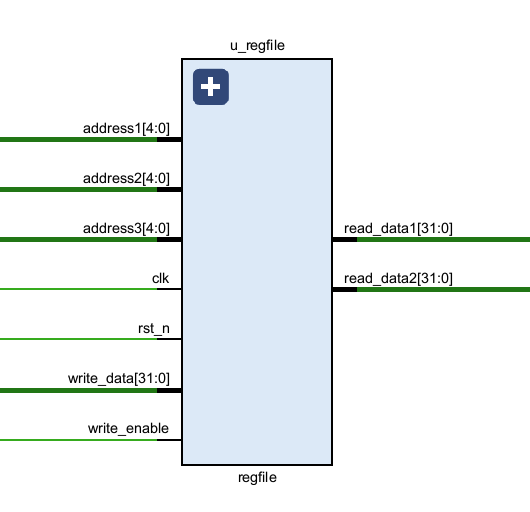 u_regfile
address1[4:0]
address2[4:0]
address3[4:0]
read_data1[31:0]
clk
read_data2[31:0]
rst_n
write_data[31:0]
write_enable
regfile